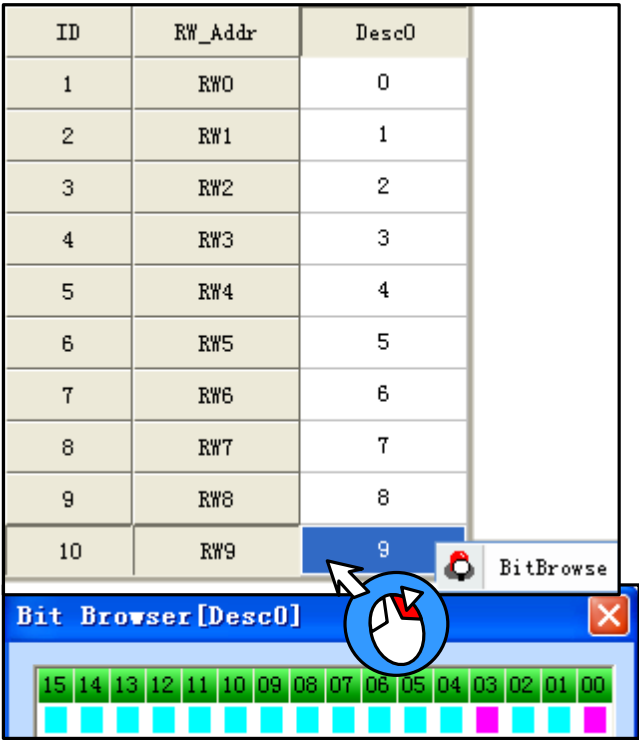 ID RW_Addr Desc0
1 RW0 0
2 RW1 1
3 RW2 2
4 RW3 3
5 RW4 4
6 RW5 5
7 RW6 6
8 RW7 7
9 RW8 8
10 RW9 9
BitBrowse
Bit Browser[Desc0]
15 14 13 12 11 10 09 08 07 06 05 04 03 02 01 00